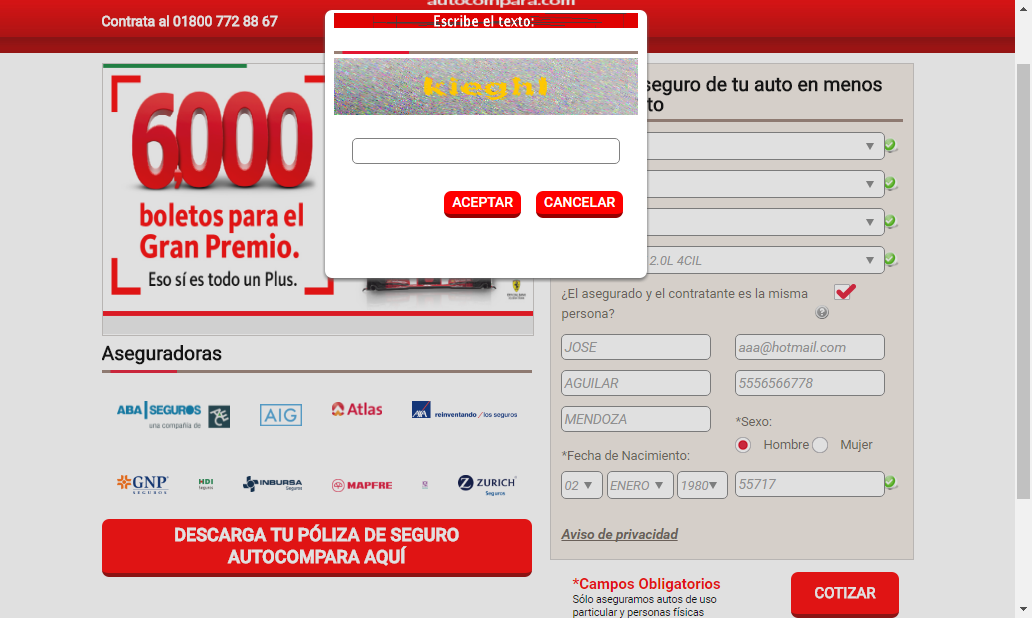 autocompara.com
Contrata al 01800 772 88 67
Escribe el texto:
ACEPTAR
CANCELAR
6,000
boletos para el
Gran Premio.
Eso sí es todo un Plus.
seguro de tu auto en menos
to
2.0L 4CIL
¿El asegurado y el contratante es la misma
persona?
JOSE
aaa@hotmail.com
AGUILAR
5556566778
MENDOZA
*Sexo:
Hombre
Mujer
*Fecha de Nacimiento:
02
ENERO
1980
55717
Aviso de privacidad
Aseguradoras
ABA SEGUROS
una compañía de
AIG
Atlas
AXA reinventando / los seguros
GNP
SEGUROS
HDI
Seguros
INBURSA
Seguros
MAPFRE
ZURICH
Seguros
DESCARGA TU PÓLIZA DE SEGURO
AUTOCOMPARA AQUÍ
*Campos Obligatorios
Sólo aseguramos autos de uso
particular y personas físicas
COTIZAR